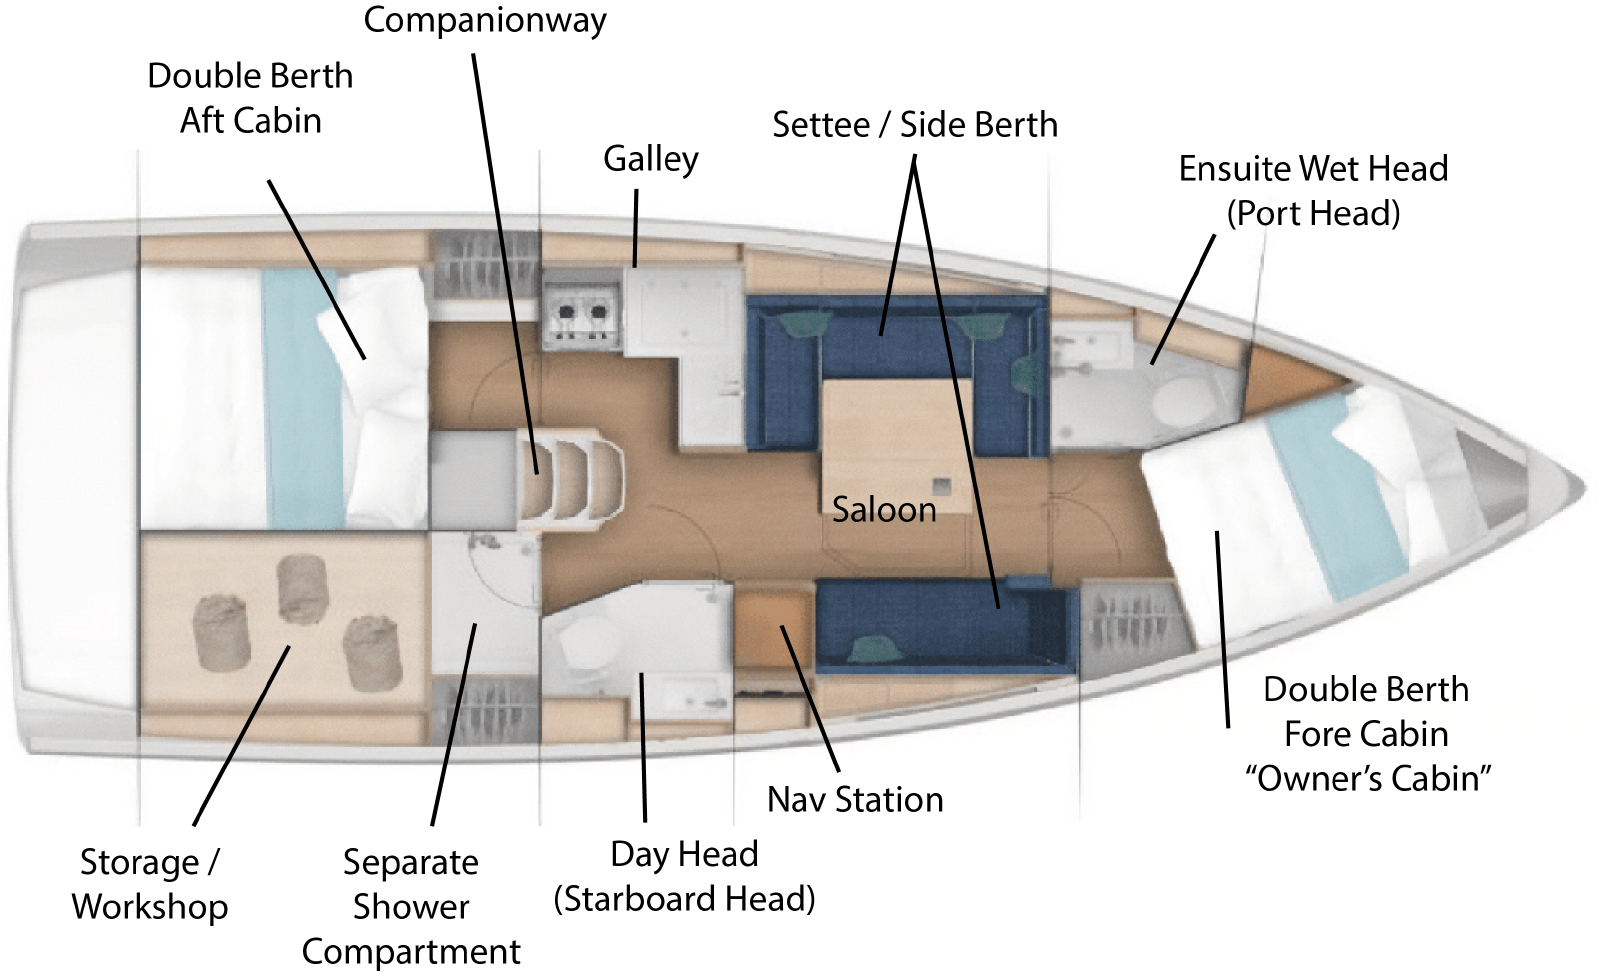 Companionway
Double Berth
Aft Cabin
Settee / Side Berth
Galley
Ensuite Wet Head
(Port Head)
Saloon
Double Berth
Fore Cabin
“Owner’s Cabin”
Nav Station
Day Head
(Starboard Head)
Storage /
Workshop
Separate
Shower
Compartment